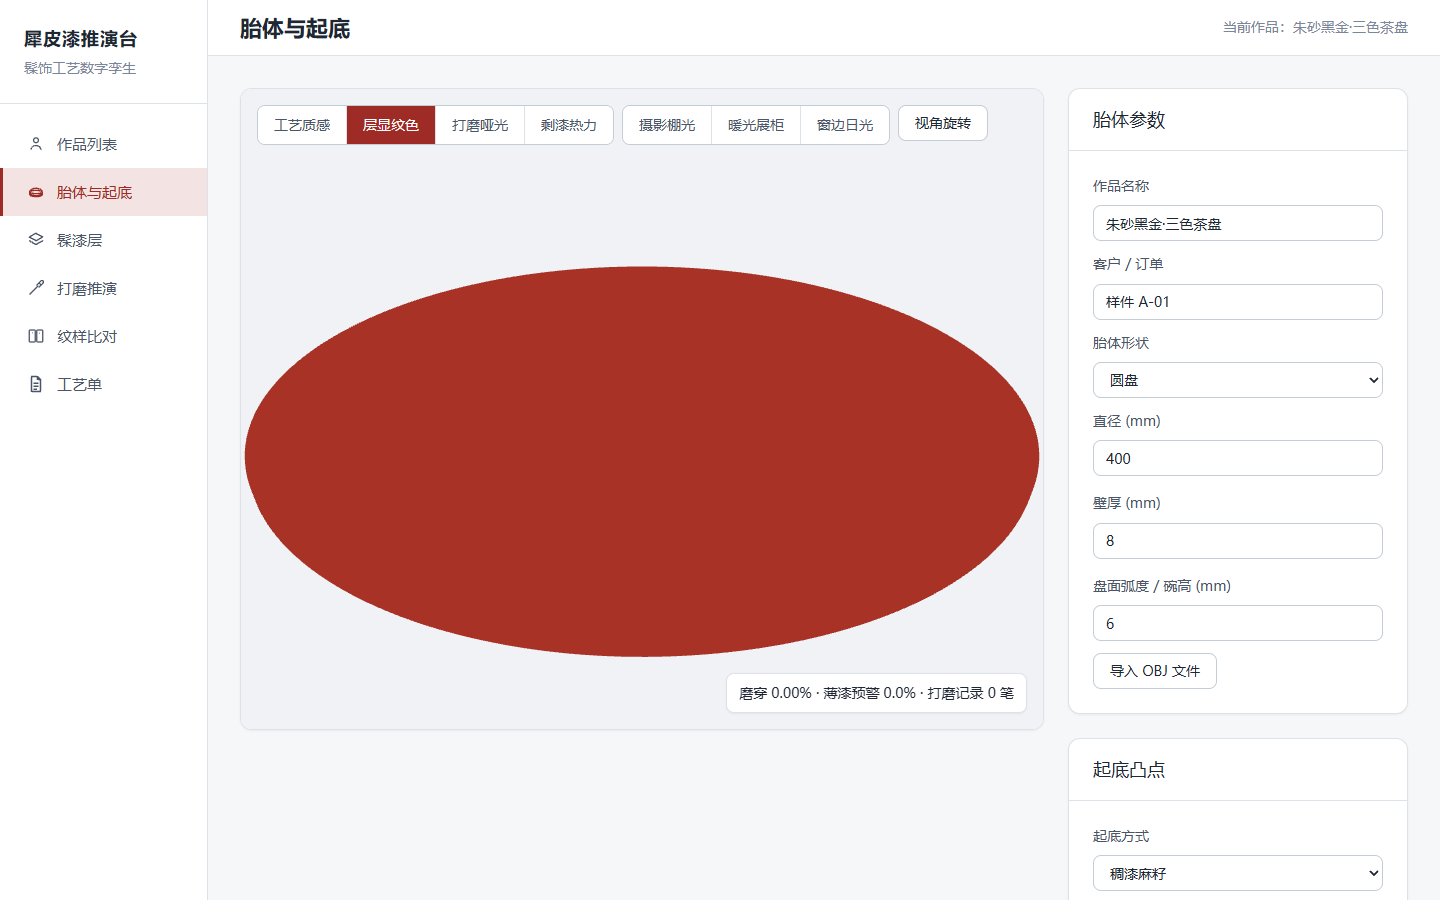 犀皮漆推演台
髹饰工艺数字孪生
作品列表
胎体与起底
髹漆层
打磨推演
纹样比对
工艺单
胎体与起底
当前作品：朱砂黑金·三色茶盘
工艺质感
层显纹色
打磨哑光
剩漆热力
摄影棚光
暖光展柜
窗边日光
视角旋转
磨穿 0.00% · 薄漆预警 0.0% · 打磨记录 0 笔
胎体参数
作品名称
朱砂黑金·三色茶盘
客户 / 订单
样件 A-01
胎体形状
圆盘
直径 (mm)
400
壁厚 (mm)
8
盘面弧度 / 碗高 (mm)
6
导入 OBJ 文件
起底凸点
起底方式
稠漆麻籽